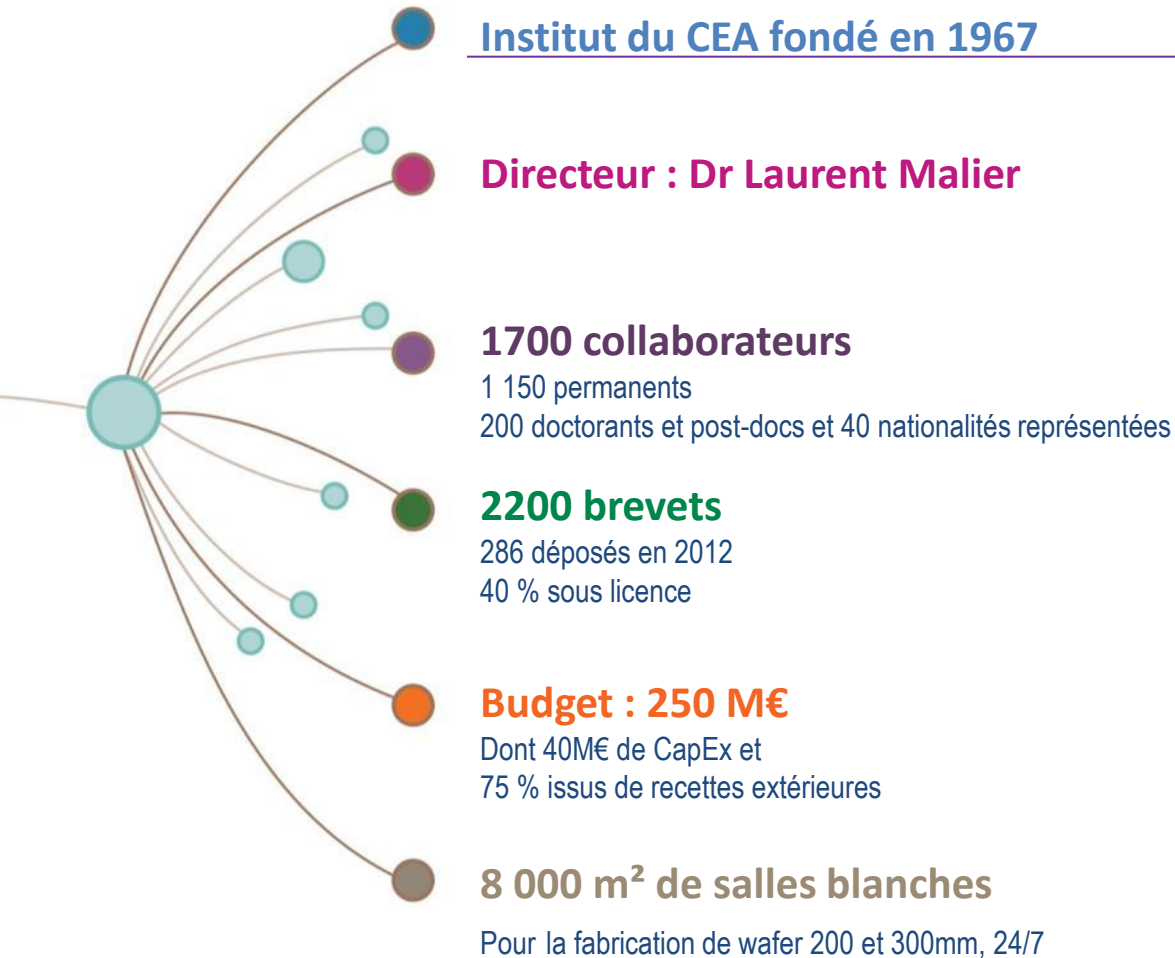 Institut du CEA fondé en 1967
Directeur : Dr Laurent Malier
1700 collaborateurs
1 150 permanents
200 doctorants et post-docs et 40 nationalités représentées
2200 brevets
286 déposés en 2012
40 % sous licence
Budget : 250 M€
Dont 40M€ de CapEx et
75 % issus de recettes extérieures
8 000 m² de salles blanches
Pour la fabrication de wafer 200 et 300mm, 24/7